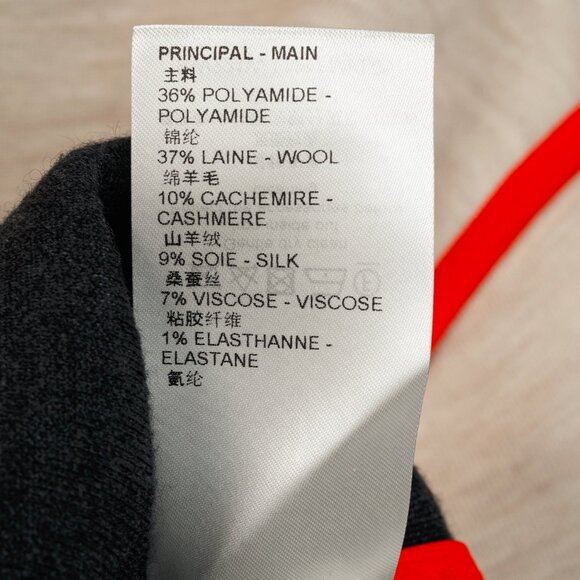 PRINCIPAL - MAIN
主料
36% POLYAMIDE -
POLYAMIDE
锦纶
37% LAINE - WOOL
绵羊毛
10% CACHEMIRE -
CASHMERE
山羊绒
9% SOIE - SILK
桑蚕丝
7% VISCOSE - VISCOSE
粘胶纤维
1% ELASTHANNE -
ELASTANE
氨纶